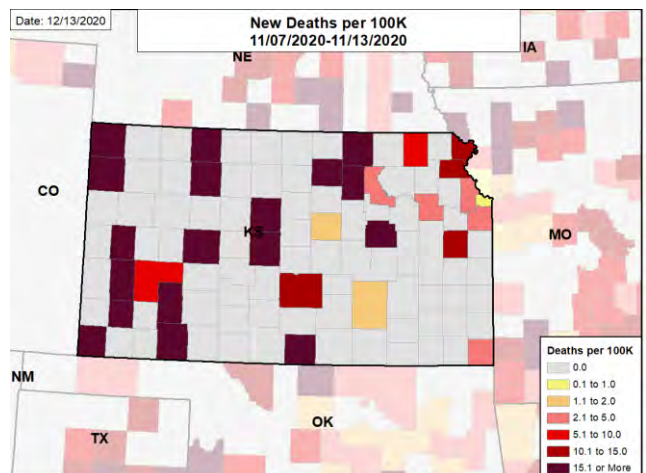 Date: 12/13/2020
New Deaths per 100K
11/07/2020-11/13/2020
NE
IA
CO
KS
MO
NM
OK
TX
Deaths per 100K
0.0
0.1 to 1.0
1.1 to 2.0
2.1 to 5.0
5.1 to 10.0
10.1 to 15.0
15.1 or More